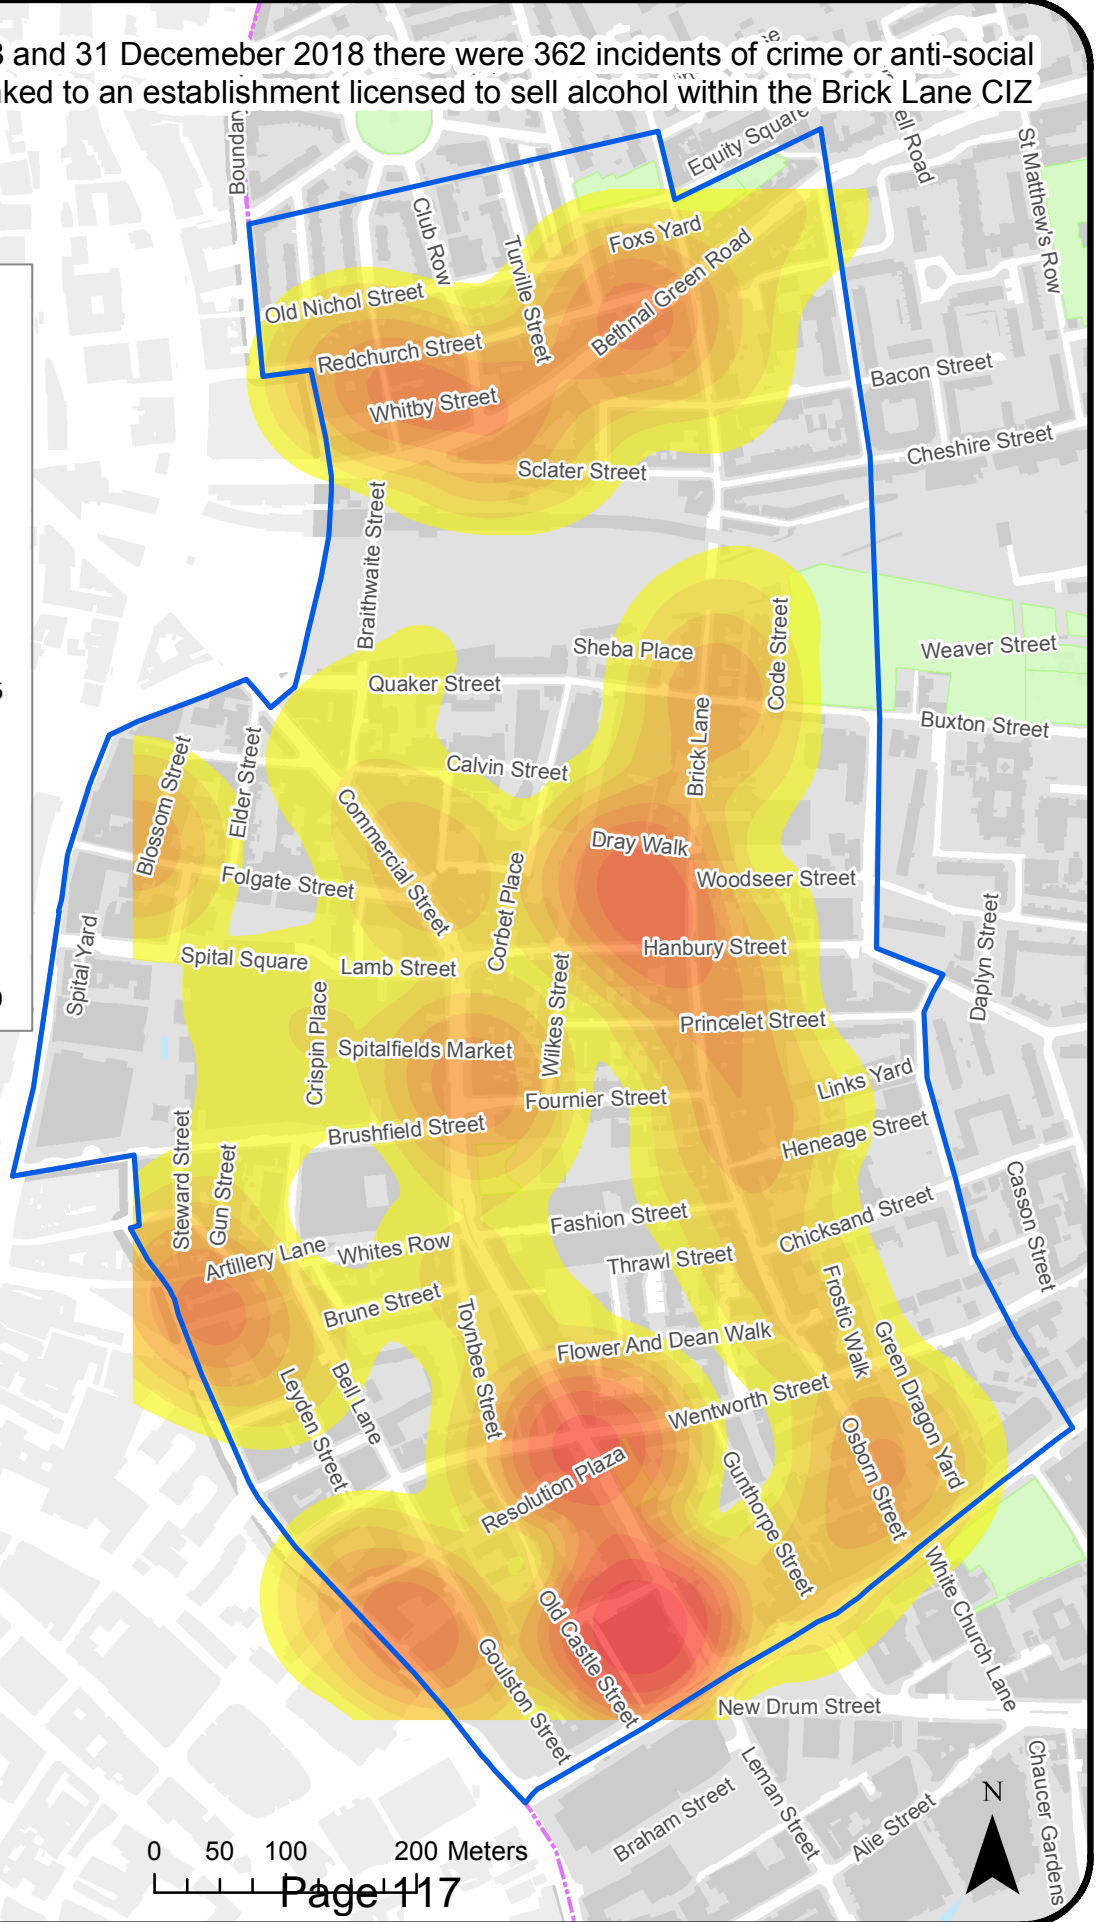 and 31 Decemeber 2018 there were 362 incidents of crime or anti-social
to an establishment licensed to sell alcohol within the Brick Lane CIZ
Equity Square
St Matthew's Row
Club Row
Turville Street
Foxs Yard
Bethnal Green Road
Old Nichol Street
Redchurch Street
Whitby Street
Bacon Street
Cheshire Street
Sclater Street
Braithwaite Street
Sheba Place
Code Street
Weaver Street
Quaker Street
Brick Lane
Buxton Street
Blossom Street
Elder Street
Calvin Street
Commercial Street
Dray Walk
Folgate Street
Corbet Place
Woodseer Street
Spital Yard
Spital Square
Lamb Street
Hanbury Street
Daplyn Street
Crispin Place
Wilkes Street
Princelet Street
Spitalfields Market
Links Yard
Fournier Street
Brushfield Street
Heneage Street
Steward Street
Gun Street
Casson Street
Fashion Street
Chicksand Street
Artillery Lane
Whites Row
Thrawl Street
Brune Street
Toynbee Street
Frostic Walk
Flower And Dean Walk
Green Dragon Yard
Leyden Street
Bell Lane
Wentworth Street
Osborn Street
Resolution Plaza
Gunthorpe Street
White Church Lane
Old Castle Street
Goulston Street
New Drum Street
Leman Street
Braham Street
Alie Street
Chaucer Gardens
N
0 50 100 200 Meters
Page 117